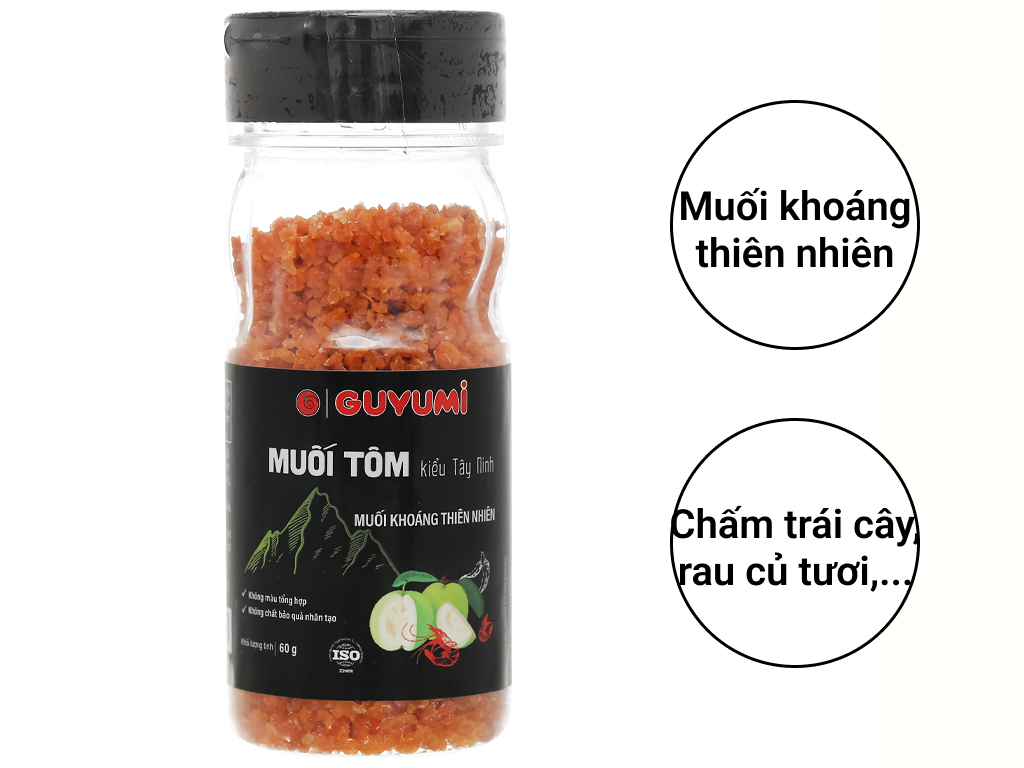 GUYUMI
MUỐI TÔM kiểu Tây Ninh
MUỐI KHOÁNG THIÊN NHIÊN
✓ Không màu tổng hợp
✓ Không chất bảo quản nhân tạo
Khối lượng tịnh | 60 g
ISO
22000
Muối khoáng
thiên nhiên
Chấm trái cây,
rau củ tươi,...